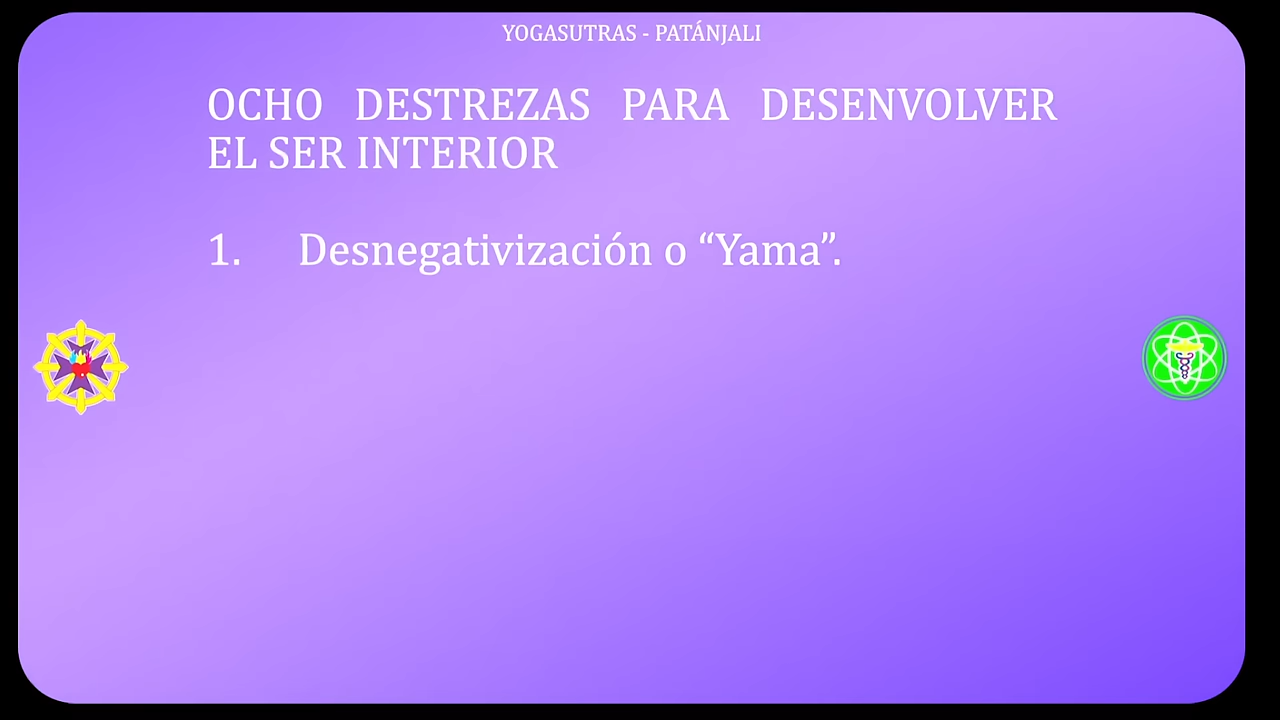 YOGASUTRAS - PATÁNJALI
OCHO DESTREZAS PARA DESENVOLVER
EL SER INTERIOR
1. Desnegativización o “Yama”.